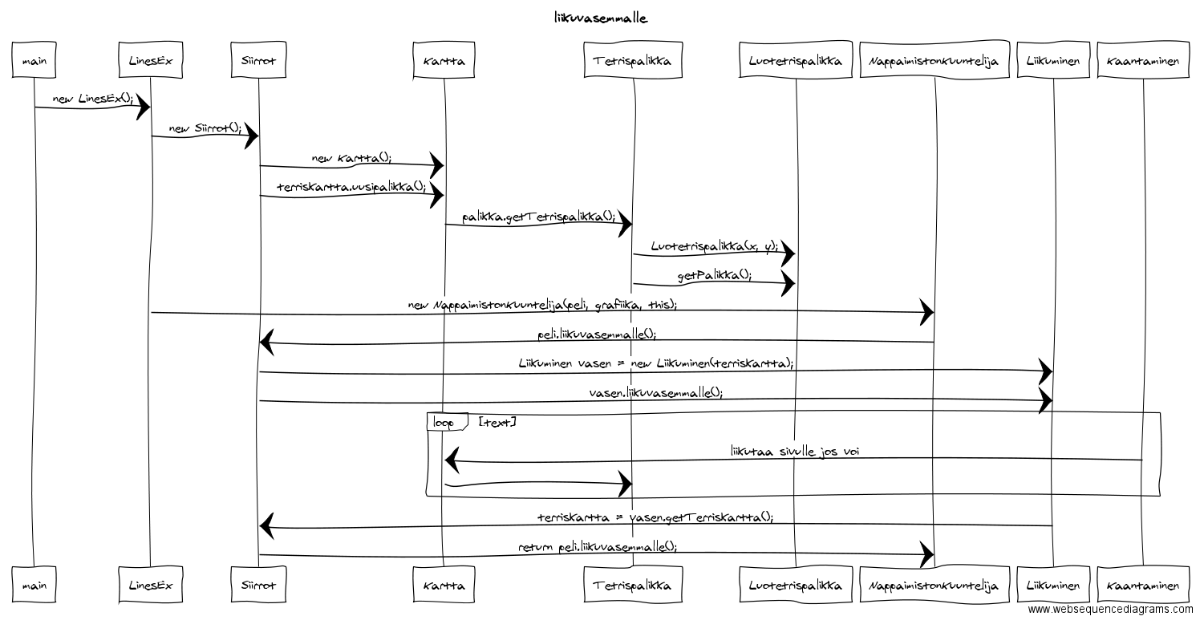 liikuvasemmalle
main LinesEx Siirrot Kartta Tetrispalikka Luotetrispalikka Nappaimistonkuuntelija Liikuminen Kaantaminen
new LinesEx();
new Siirrot();
new Kartta();
terrisKartta.uusipalikka();
palikka.getTetrispalikka();
Luotetrispalikka(x, y);
getPalikka();
new Nappaimistonkuuntelija(peli, grafiika, this);
peli.liikuvasemmalle();
Liikuminen vasen = new Liikuminen(terrisKartta);
vasen.liikuvasemmalle();
loop [text]
liikutaa sivulle jos voi
terrisKartta = vasen.getTerrisKartta();
return peli.liikuvasemmalle();
main LinesEx Siirrot Kartta Tetrispalikka Luotetrispalikka Nappaimistonkuuntelija Liikuminen Kaantaminen
www.websequencediagrams.com